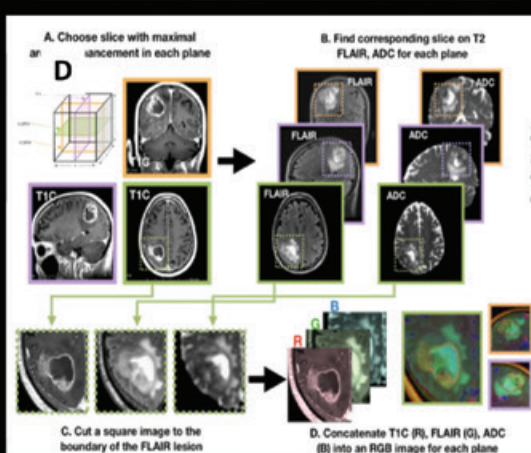 A. Choose slice with maximal
an uancement in each plane
D
T1C
T1C
B. Find corresponding slice on T2
FLAIR, ADC for each plane
FLAIR
ADC
FLAIR
ADC
FLAIR
ADC
R
G
B
C. Cut a square image to the
boundary of the FLAIR lesion
D. Concatenate T1C (R), FLAIR (G), ADC
(B) into an RGB image for each plane